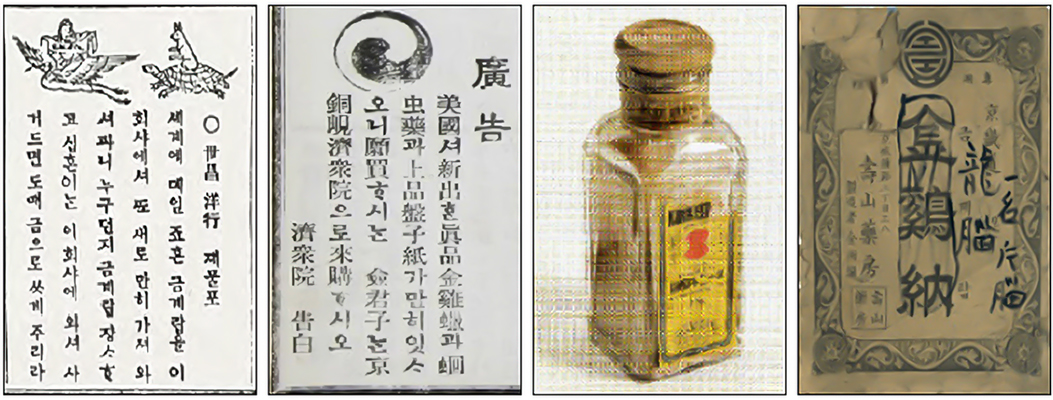 ○世昌洋行 제물포
세계에 뎨일 죠흔 금계랍을 이
회사에셔 또 새로 만히 가져 와
셔 파니 누구던지 금계랍 장ᄉᆞᄒᆞ
고 십흔이는 이 회사에 와셔 사
거드면 도매 금으로 쓰게 주리라
廣告
美國셔新出ᄒᆞᆫ眞品金雞蠟과蛔
虫藥과上品盤子紙가만히잇ᄉᆞ
오니願買ᄒᆞ시ᄂᆞᆫ 僉君子ᄂᆞᆫ京
銅峴濟衆院으로來購ᄒᆞ시오
濟衆院 告白
一名片腦
龍腦
金鷄納
壽山藥房